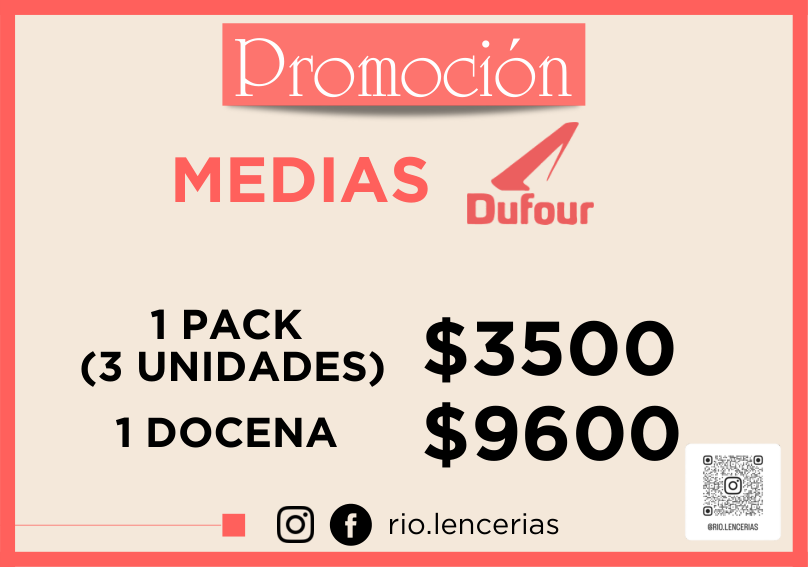 Promoción
MEDIAS
Dufour
1 PACK
(3 UNIDADES)
$3500
1 DOCENA
$9600
rio.lencerias
@RIO.LENCERIAS